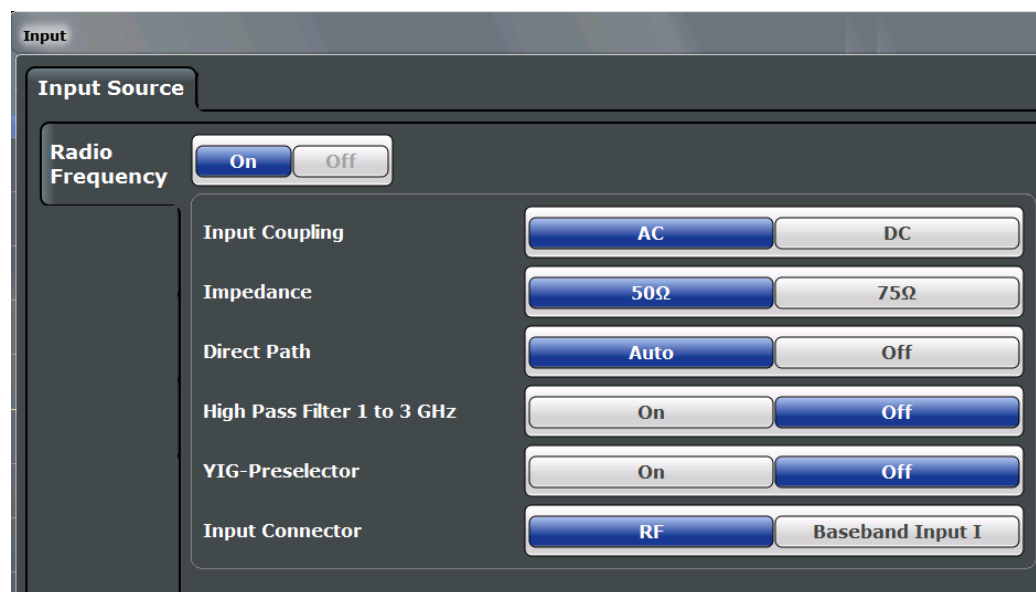 Input
Input Source
Radio Frequency On Off
Input Coupling AC DC
Impedance 50Ω 75Ω
Direct Path Auto Off
High Pass Filter 1 to 3 GHz On Off
YIG-Preselector On Off
Input Connector RF Baseband Input I